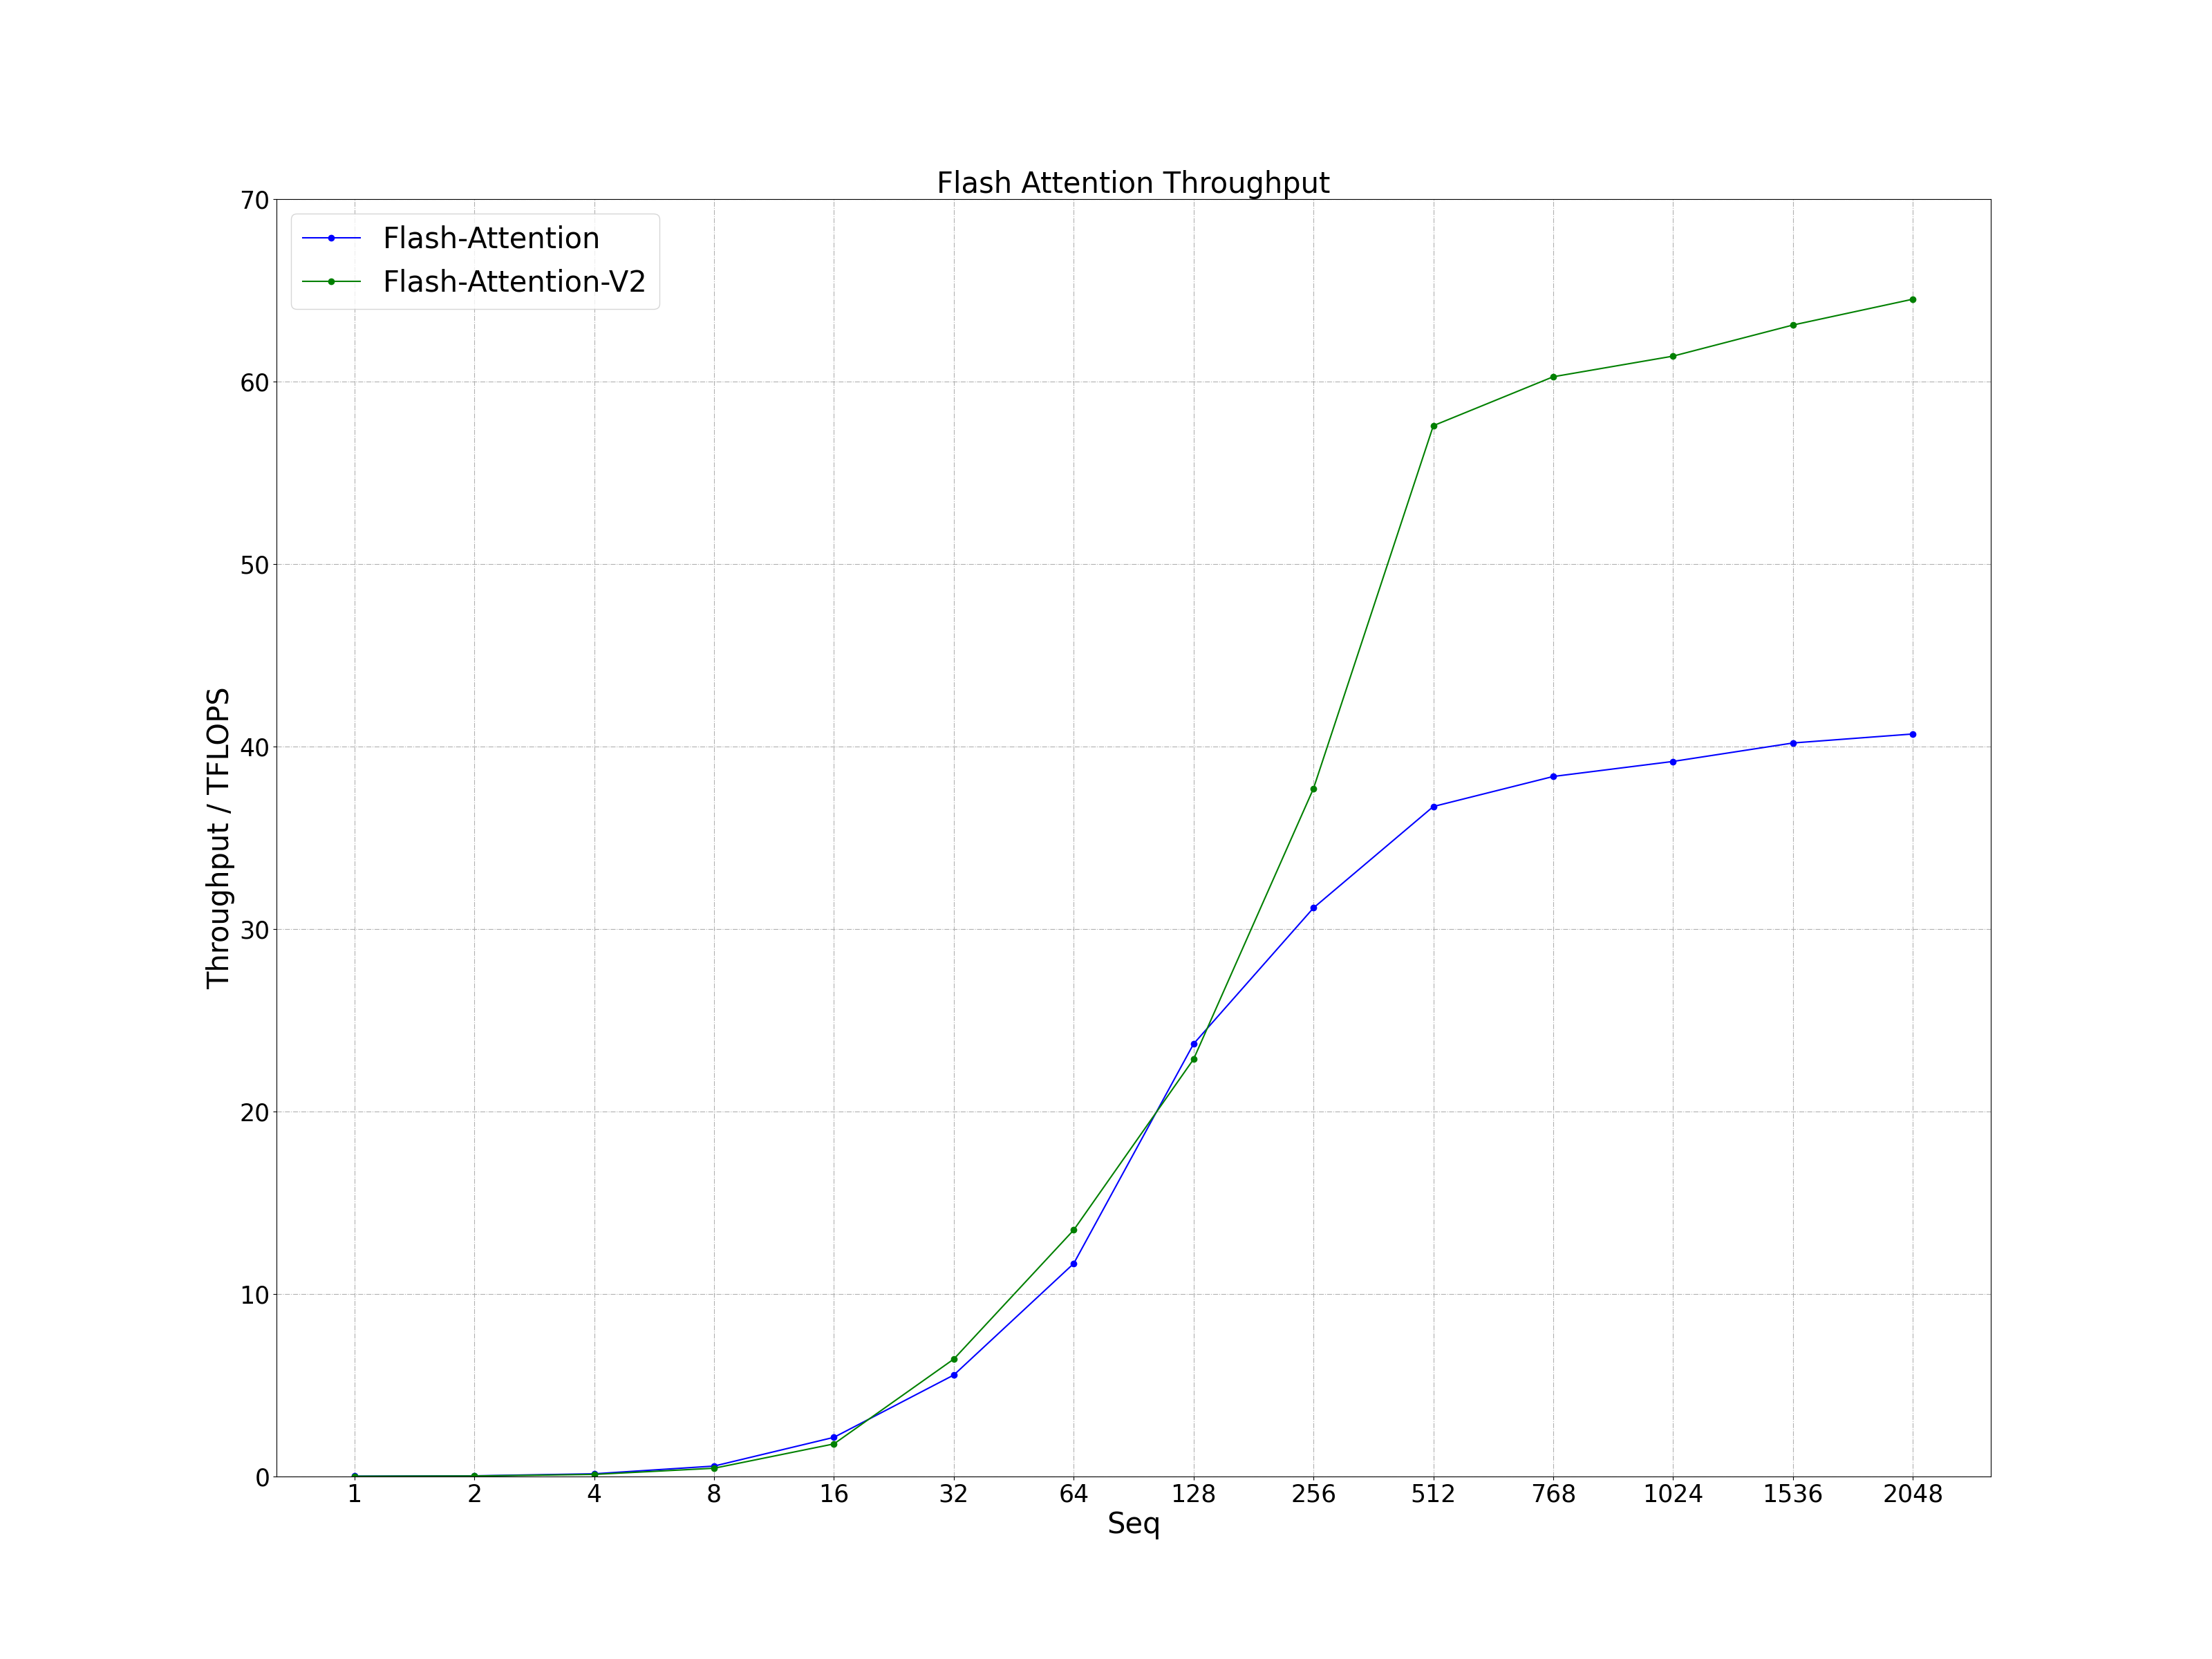 Flash Attention Throughput
Flash-Attention
Flash-Attention-V2
70
60
50
40
30
20
10
0
Throughput / TFLOPS
1 2 4 8 16 32 64 128 256 512 768 1024 1536 2048
Seq